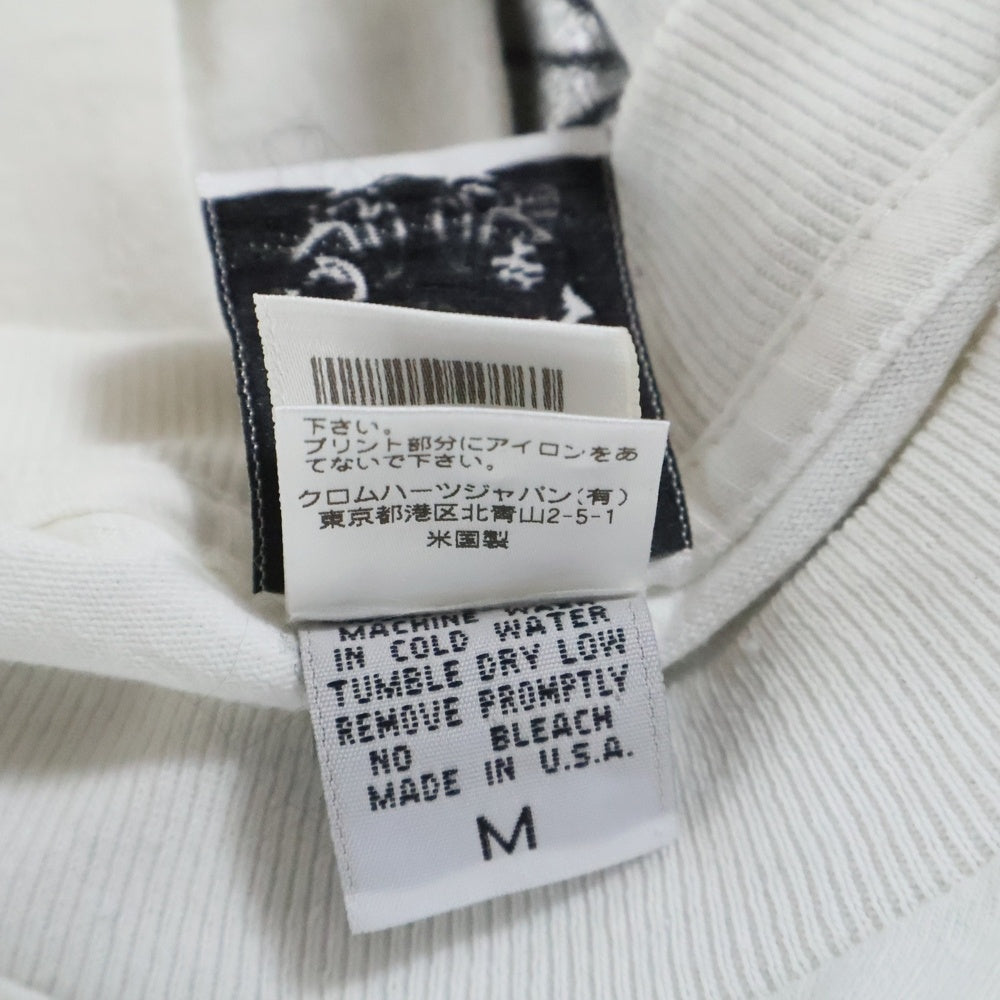 下さい。
プリント部分にアイロンをあ
てないで下さい。
クロムハーツジャパン(有)
東京都港区北青山2-5-1
米国製
MACHINE WASH
IN COLD WATER
TUMBLE DRY LOW
REMOVE PROMPTLY
NO BLEACH
MADE IN U.S.A.
M